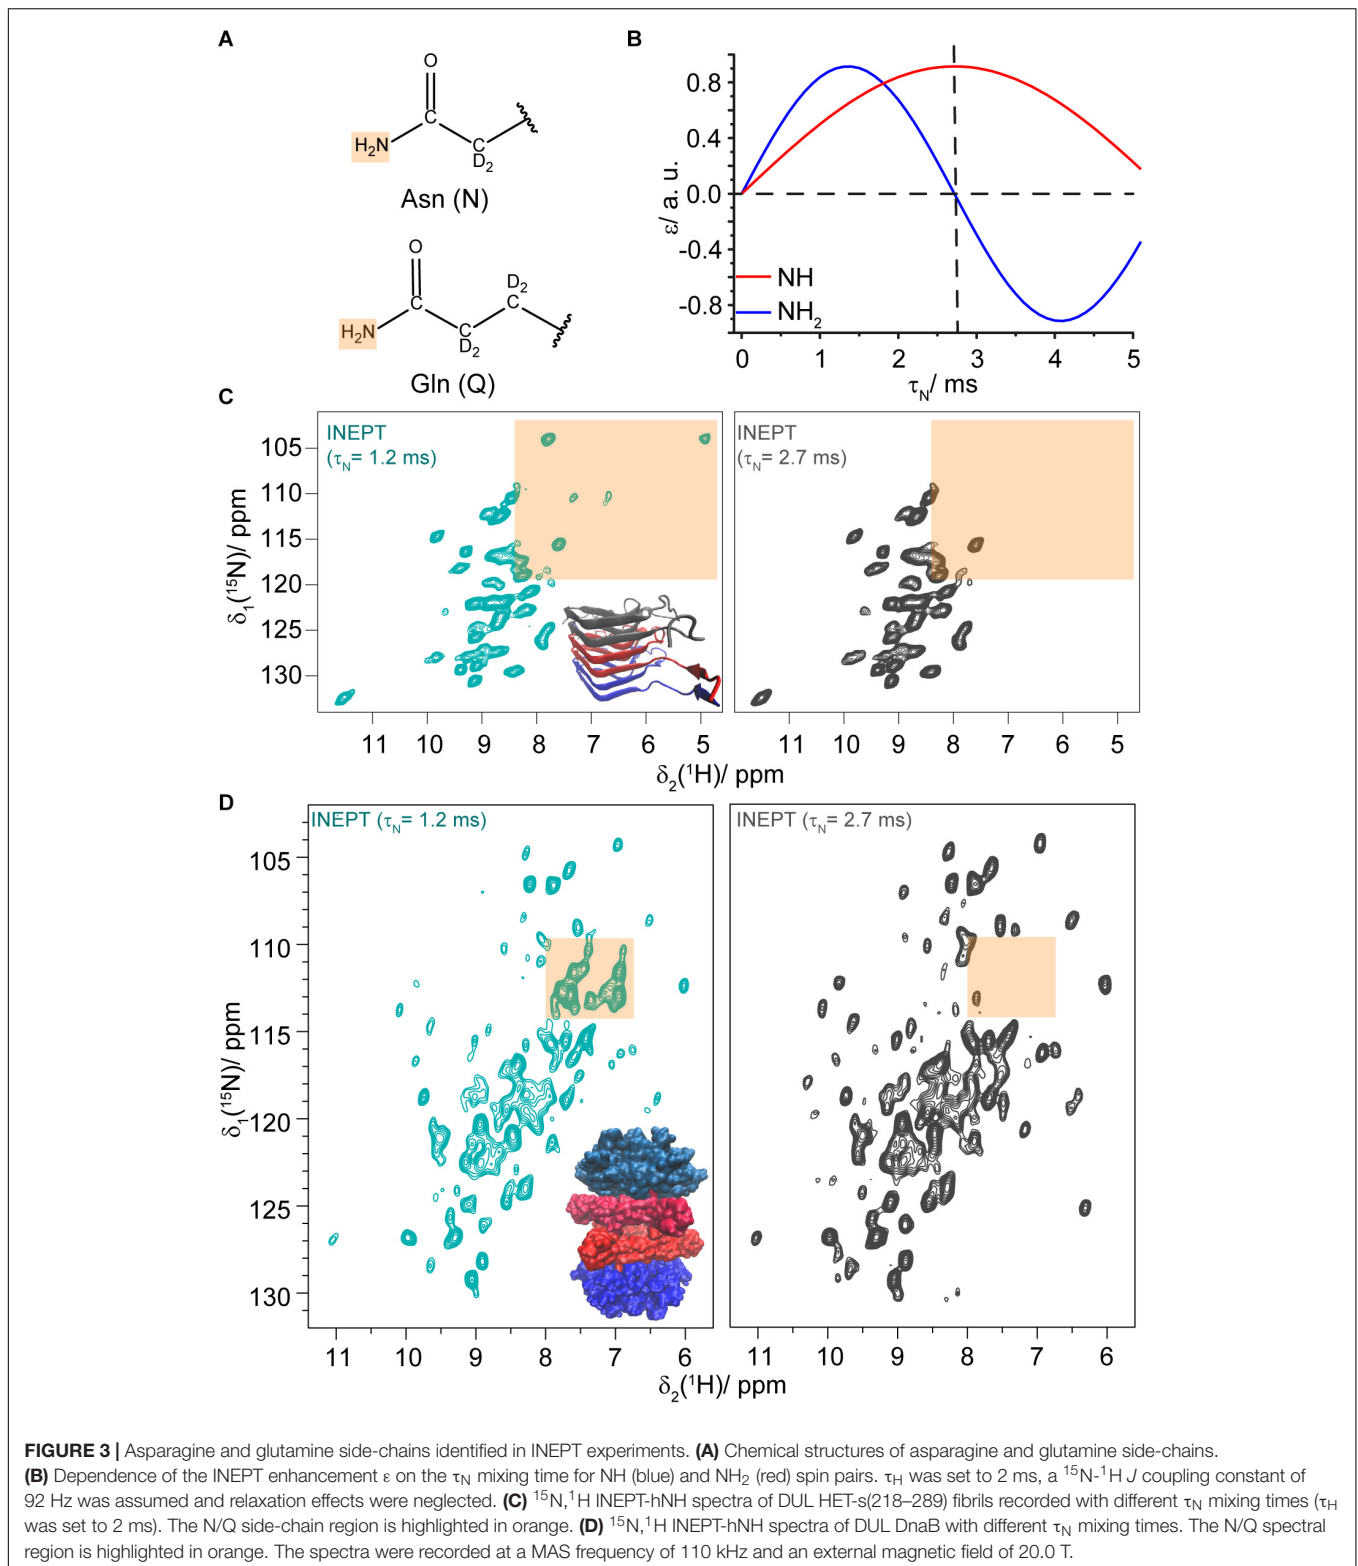 A
O
C
H2N
C
D2
Asn (N)
O
D2
C
C
H2N
C
D2
Gln (Q)
B
0.8
0.4
0.0
-0.4
-0.8
ε/ a. u.
NH
NH2
0 1 2 3 4 5
τN/ ms
C
INEPT
(τN= 1.2 ms)
INEPT
(τN= 2.7 ms)
105
110
115
120
125
130
δ1(15N)/ ppm
11 10 9 8 7 6 5
11 10 9 8 7 6 5
δ2(1H)/ ppm
D
INEPT (τN= 1.2 ms)
INEPT (τN= 2.7 ms)
105
110
115
120
125
130
δ1(15N)/ ppm
11 10 9 8 7 6
11 10 9 8 7 6
δ2(1H)/ ppm
FIGURE 3 | Asparagine and glutamine side-chains identified in INEPT experiments. (A) Chemical structures of asparagine and glutamine side-chains.
(B) Dependence of the INEPT enhancement ε on the τN mixing time for NH (blue) and NH2 (red) spin pairs. τH was set to 2 ms, a 15N-1H J coupling constant of
92 Hz was assumed and relaxation effects were neglected. (C) 15N,1H INEPT-hNH spectra of DUL HET-s(218–289) fibrils recorded with different τN mixing times (τH
was set to 2 ms). The N/Q side-chain region is highlighted in orange. (D) 15N,1H INEPT-hNH spectra of DUL DnaB with different τN mixing times. The N/Q spectral
region is highlighted in orange. The spectra were recorded at a MAS frequency of 110 kHz and an external magnetic field of 20.0 T.